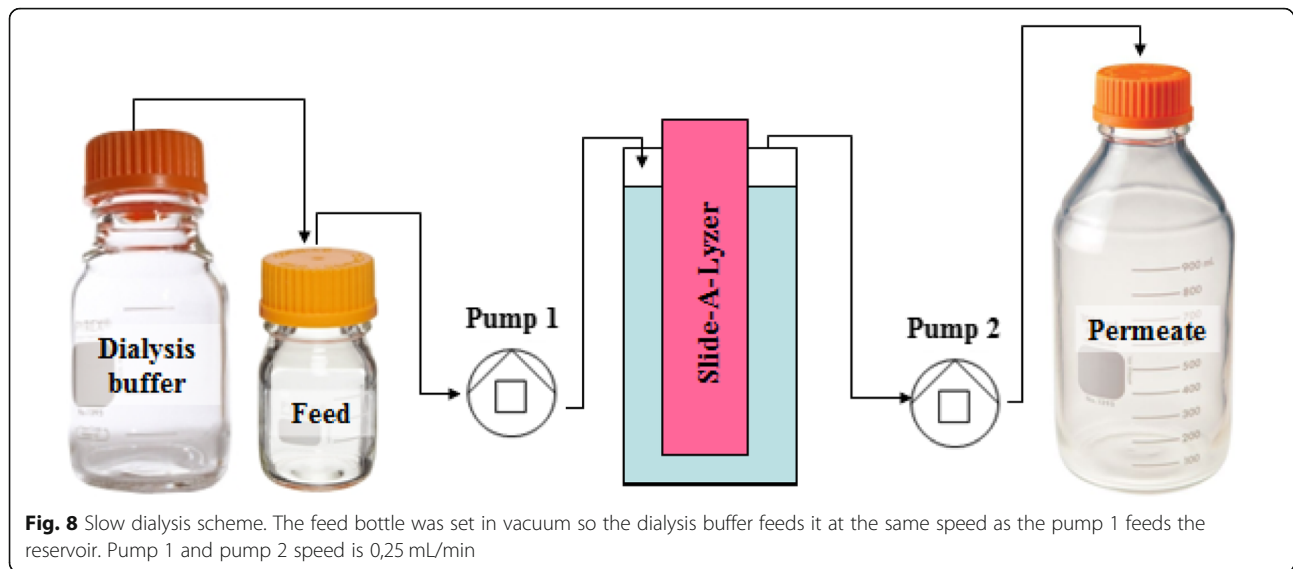 Dialysis
buffer
Feed
Pump 1
Slide-A-Lyzer
Pump 2
Permeate
900 mL
800
500
400
300
200
100
Fig. 8 Slow dialysis scheme. The feed bottle was set in vacuum so the dialysis buffer feeds it at the same speed as the pump 1 feeds the
reservoir. Pump 1 and pump 2 speed is 0,25 mL/min